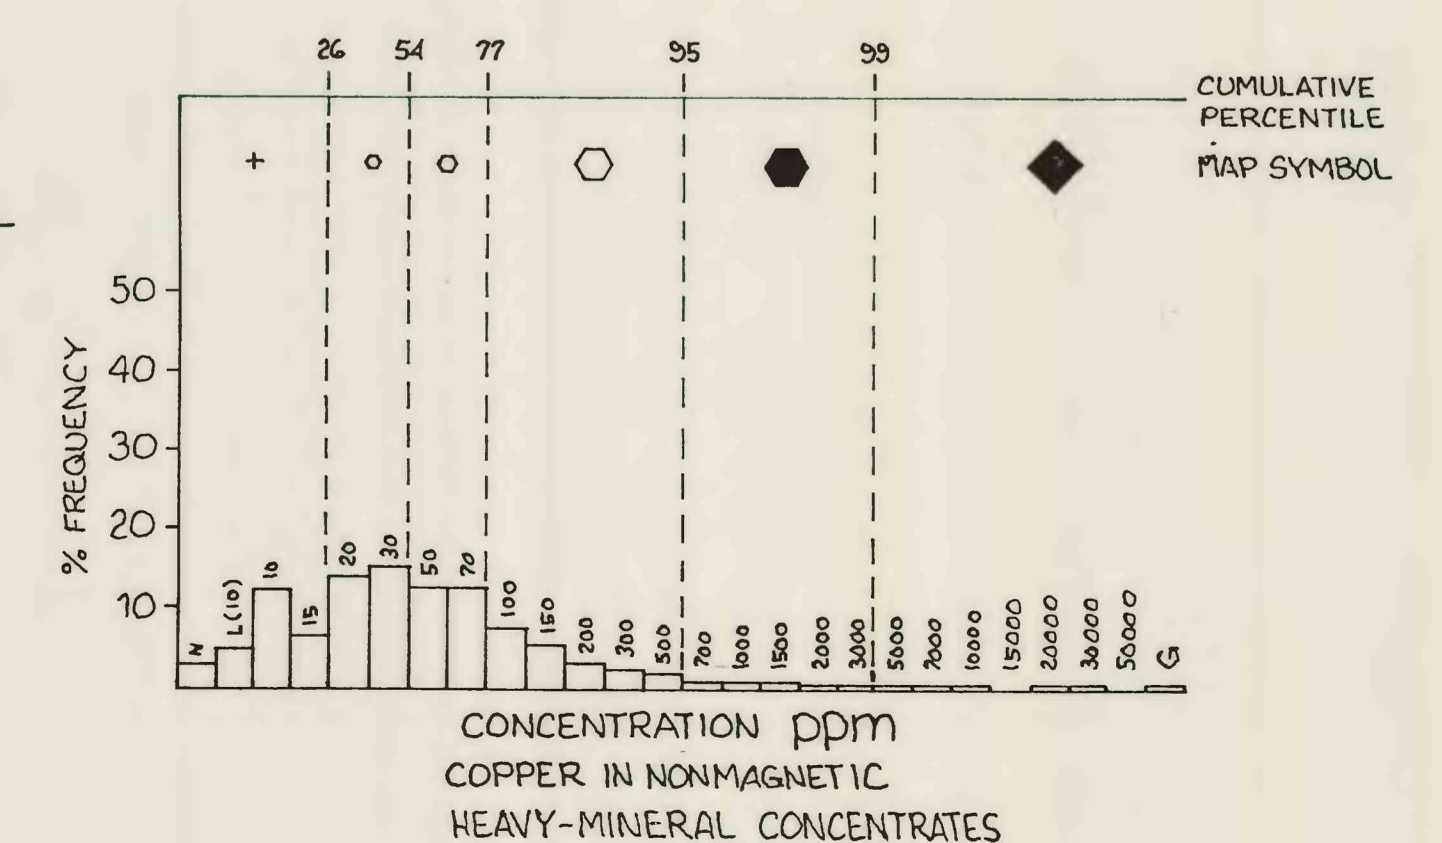 26 54 77 95 99
CUMULATIVE
PERCENTILE
MAP SYMBOL
50
40
30
20
10
% FREQUENCY
N L(10) 10 15 20 30 50 70 100 150 200 300 500 700 1000 1500 2000 3000 5000 7000 10000 15000 20000 30000 50000 G
CONCENTRATION ppm
COPPER IN NONMAGNETIC
HEAVY-MINERAL CONCENTRATES